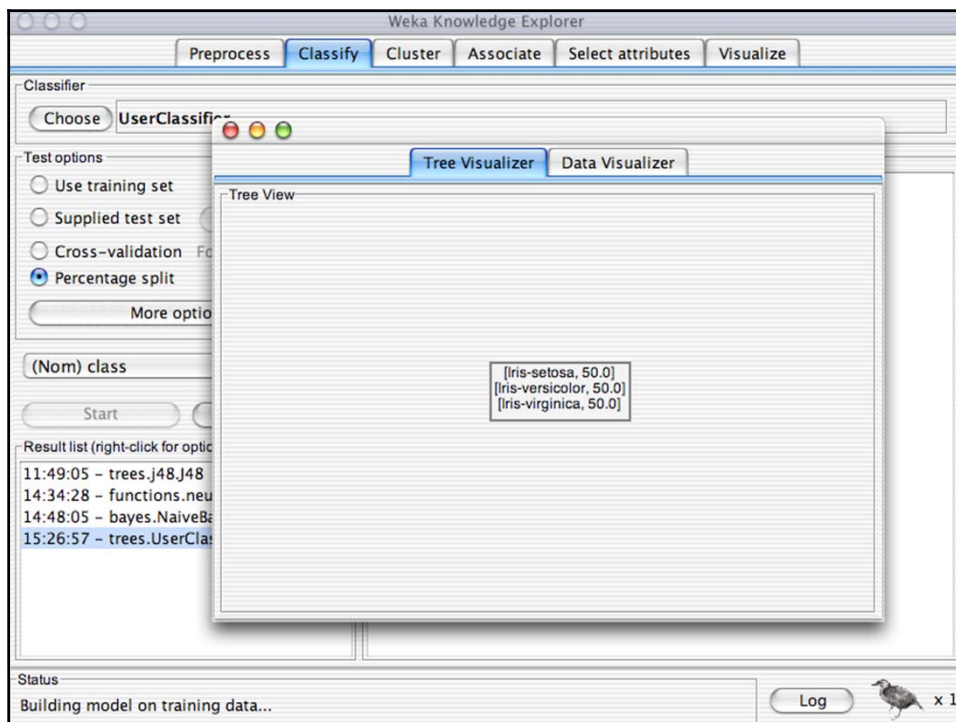 Weka Knowledge Explorer
Preprocess Classify Cluster Associate Select attributes Visualize
Classifier
Choose UserClassifier
Test options
Use training set
Supplied test set
Cross-validation
Percentage split
More optio
(Nom) class
Start
Result list (right-click for optio
11:49:05 - trees.j48.J48
14:34:28 - functions.neu
14:48:05 - bayes.NaiveBa
15:26:57 - trees.UserClas
Tree Visualizer Data Visualizer
Tree View
[Iris-setosa, 50.0]
[Iris-versicolor, 50.0]
[Iris-virginica, 50.0]
Status
Building model on training data...
Log
x 1